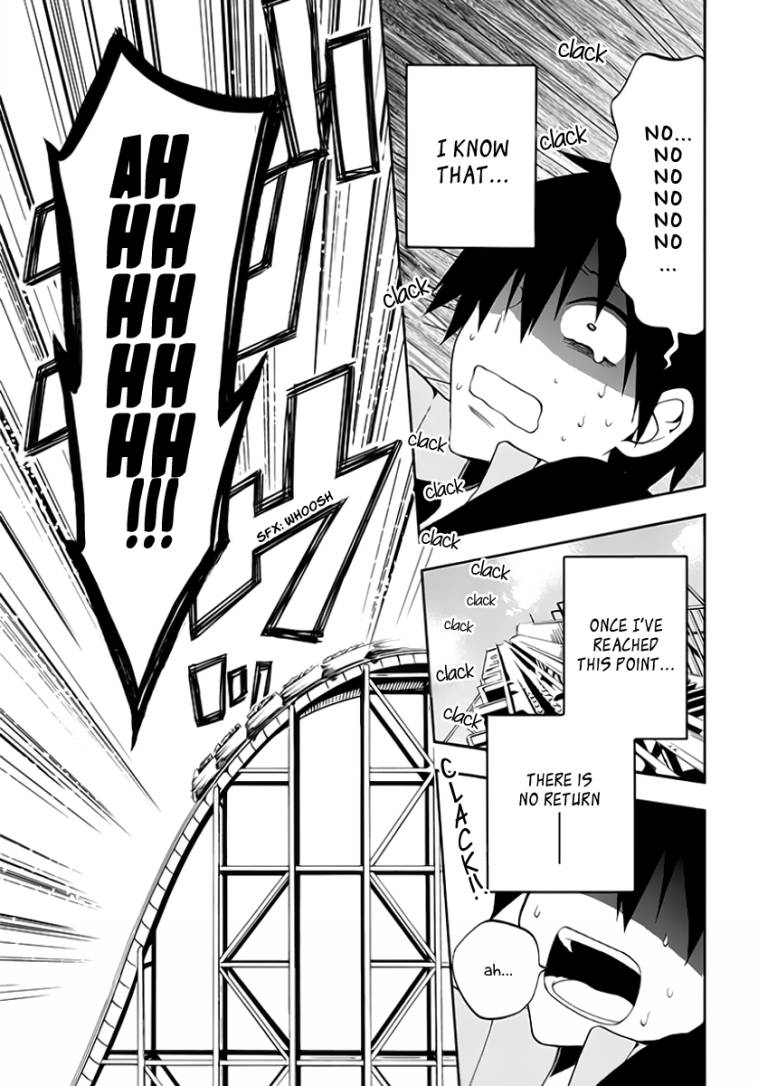 NO...
NO
NO
NO
NO
NO
...
I KNOW
THAT...
clack
clack
clack
clack
clack
clack
ONCE I'VE
REACHED
THIS POINT...
clack
clack
clack
clack
clack
THERE IS
NO RETURN
—
CLACK!!
ah...
AH
HH
HH
HH
HH
!!!
SFX: WHOOSH